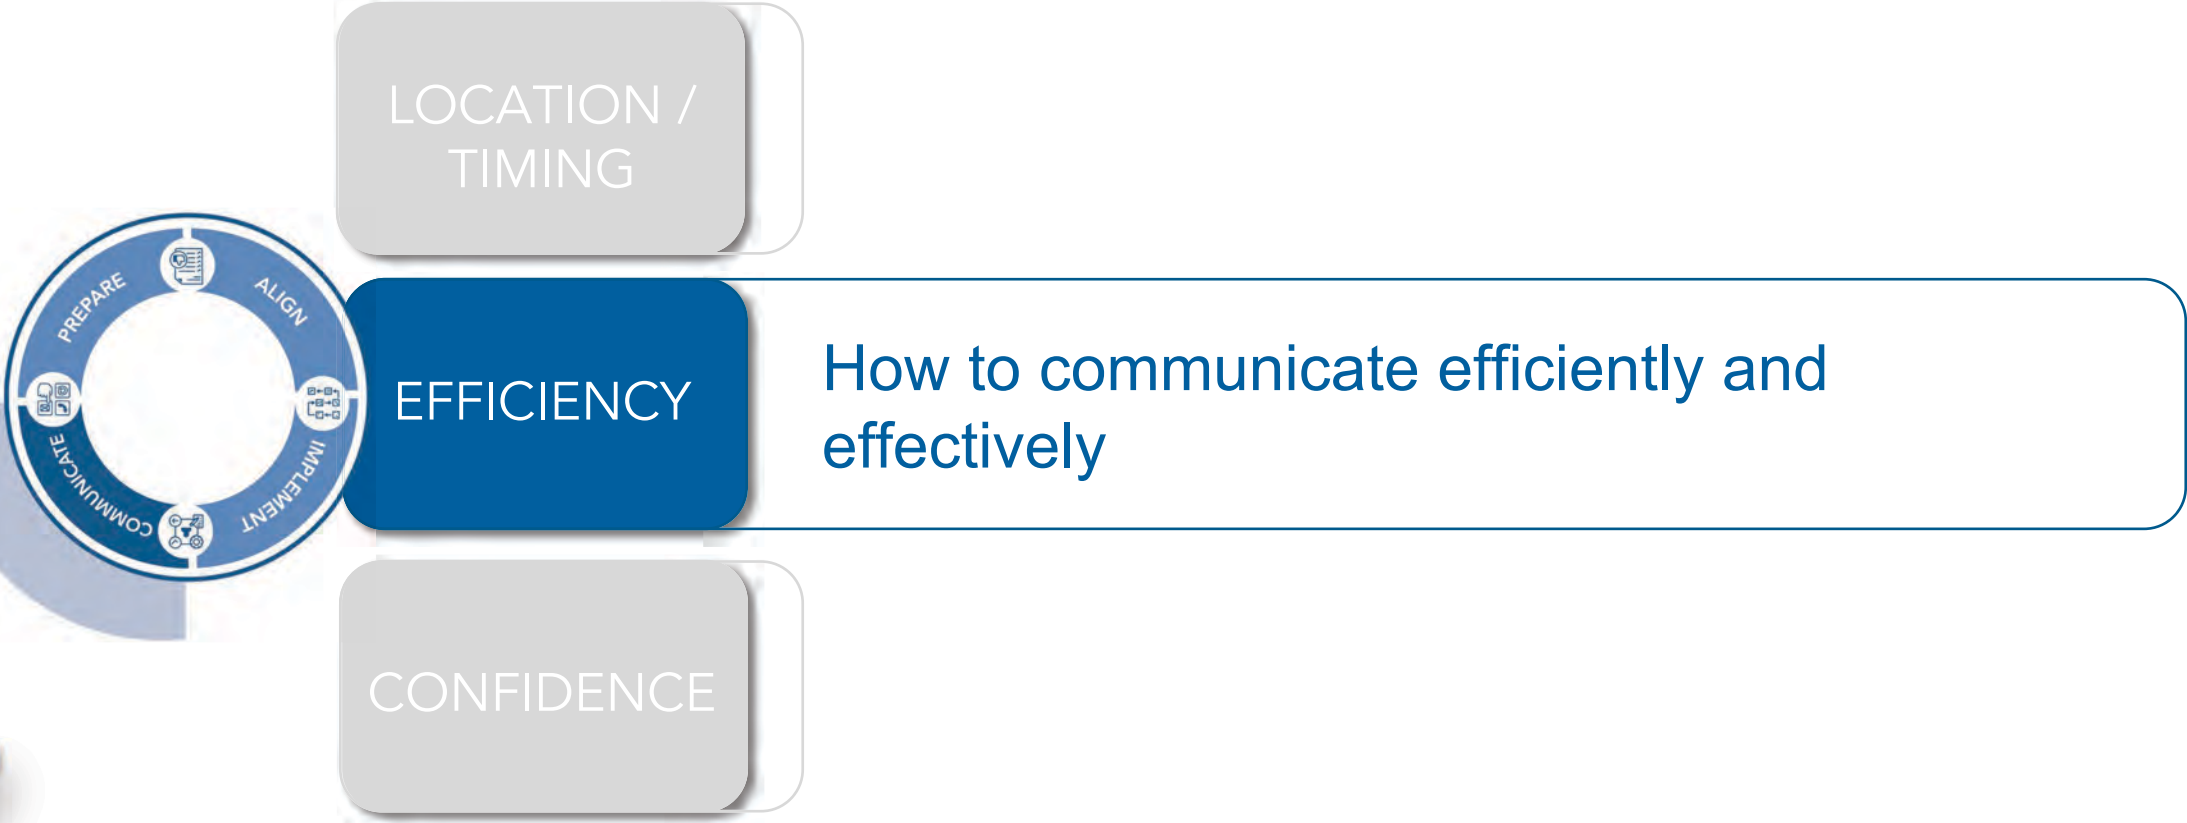 LOCATION /
TIMING
PREPARE
ALIGN
IMPLEMENT
COMMUNICATE
EFFICIENCY
How to communicate efficiently and
effectively
CONFIDENCE